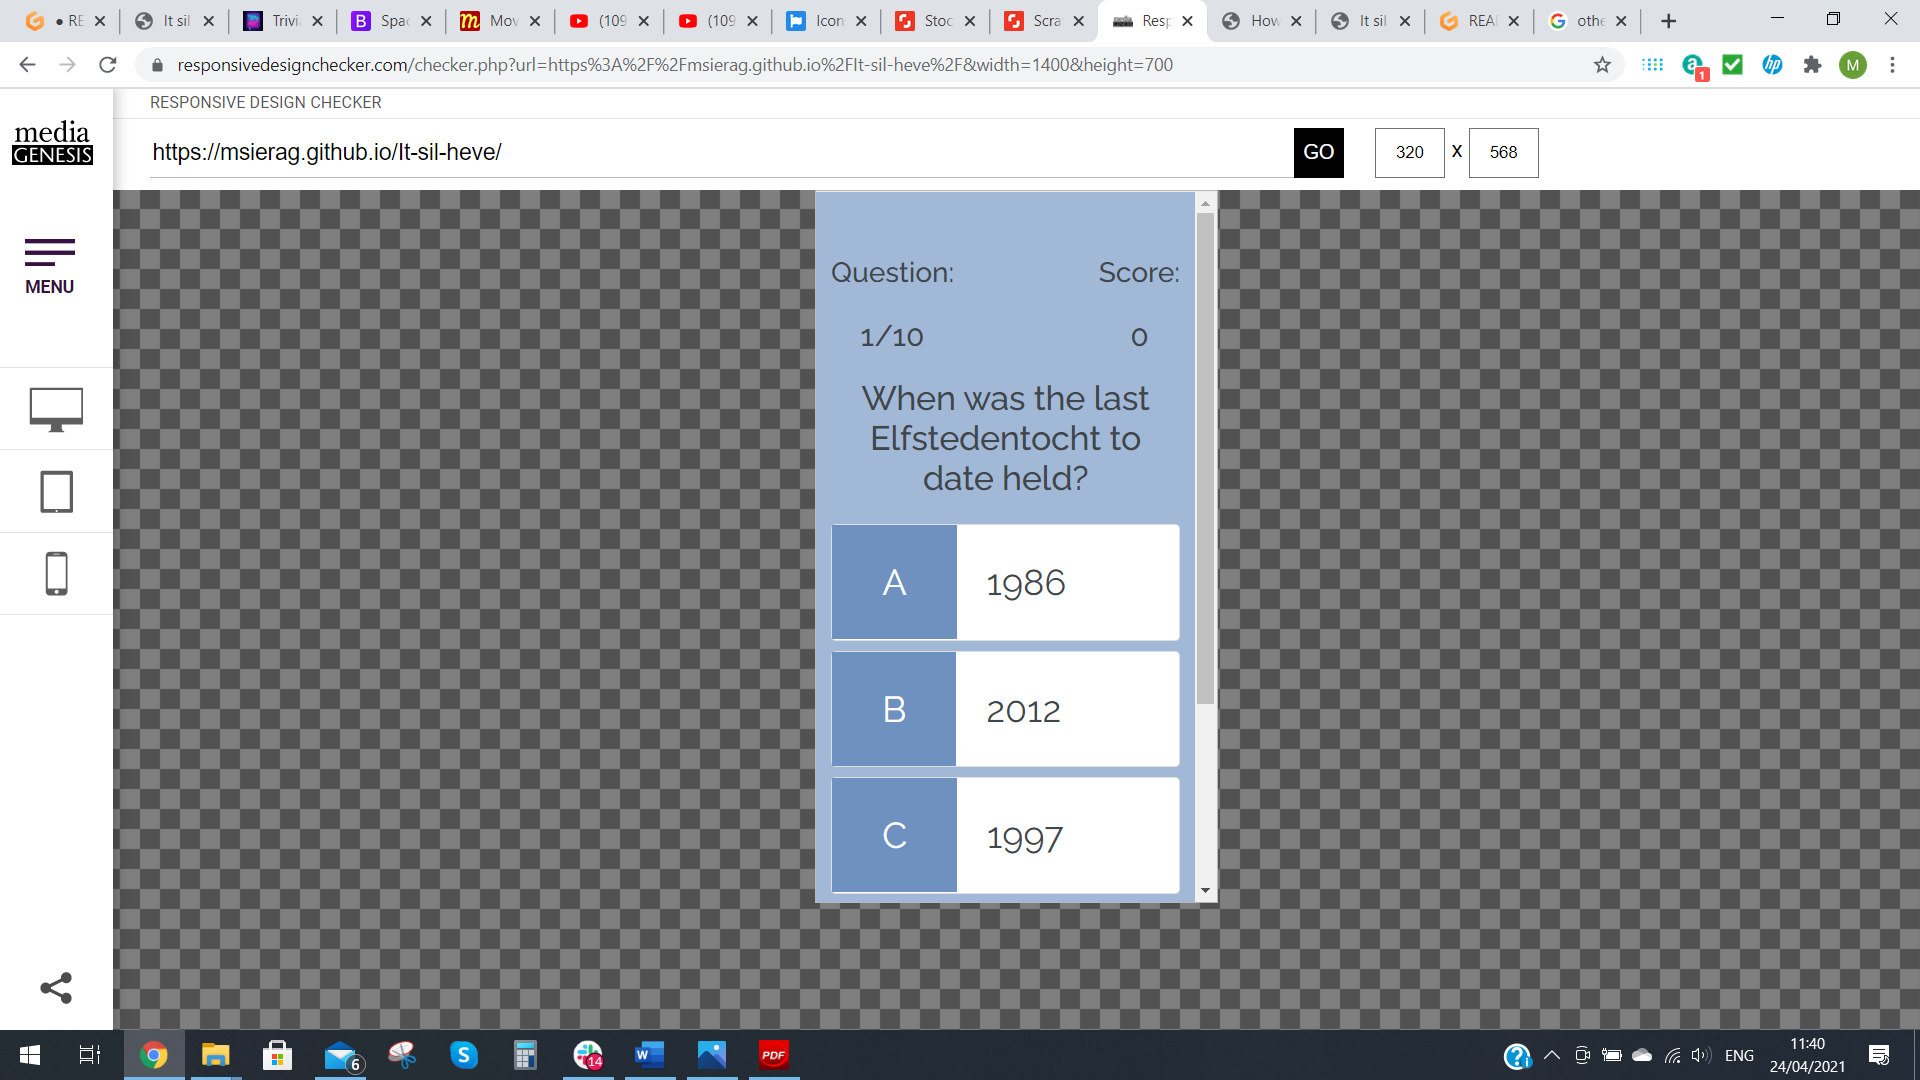 RE
It sil
Trivi
Spac
Mov
(109
(109
Icon
Stoc
Scra
Resp
How
It sil
REA
othe
responsivedesignchecker.com/checker.php?url=https%3A%2F%2Fmsierag.github.io%2FIt-sil-heve%2F&width=1400&height=700
1
M
RESPONSIVE DESIGN CHECKER
media
GENESIS
https://msierag.github.io/It-sil-heve/
GO
320 x 568
MENU
Question: Score:
1/10 0
When was the last
Elfstedentocht to
date held?
A 1986
B 2012
C 1997
6
14
PDF
ENG
11:40
24/04/2021